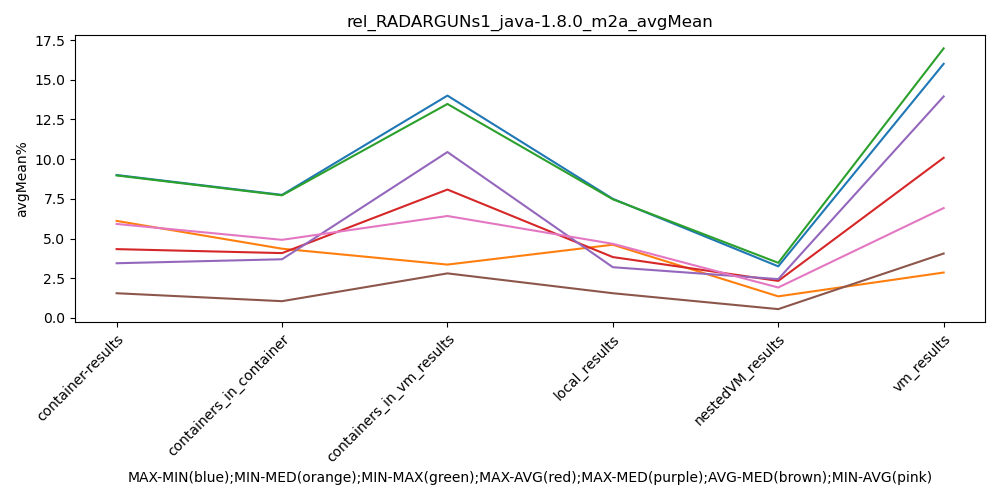 rel_RADARGUNs1_java-1.8.0_m2a_avgMean
avgMean%
17.5
15.0
12.5
10.0
7.5
5.0
2.5
0.0
container-results
containers_in_container
containers_in_vm_results
local_results
nestedVM_results
vm_results
MAX-MIN(blue);MIN-MED(orange);MIN-MAX(green);MAX-AVG(red);MAX-MED(purple);AVG-MED(brown);MIN-AVG(pink)